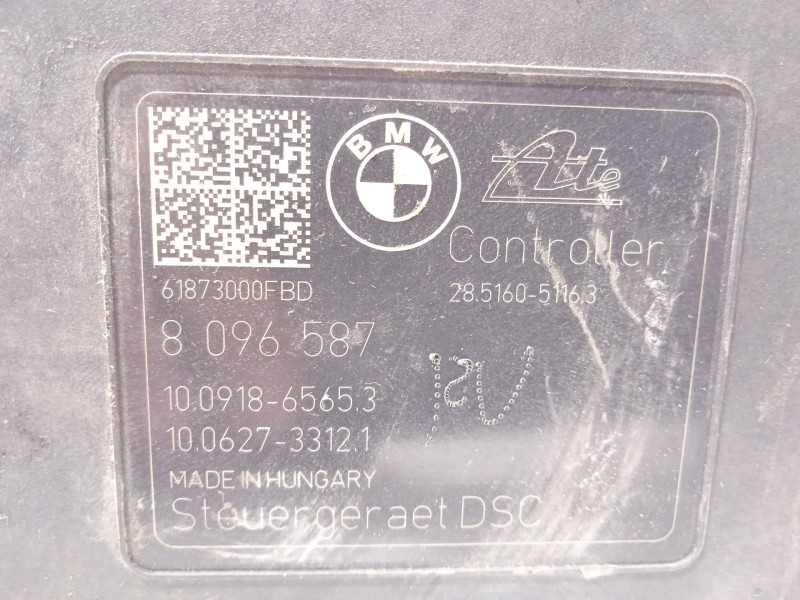 BMW
Ate
Controller
61873000FBD
28.5160-5116.3
8 096 587
12V
10.0918-6565.3
10.0627-3312.1
MADE IN HUNGARY
Steuergeraet DSC